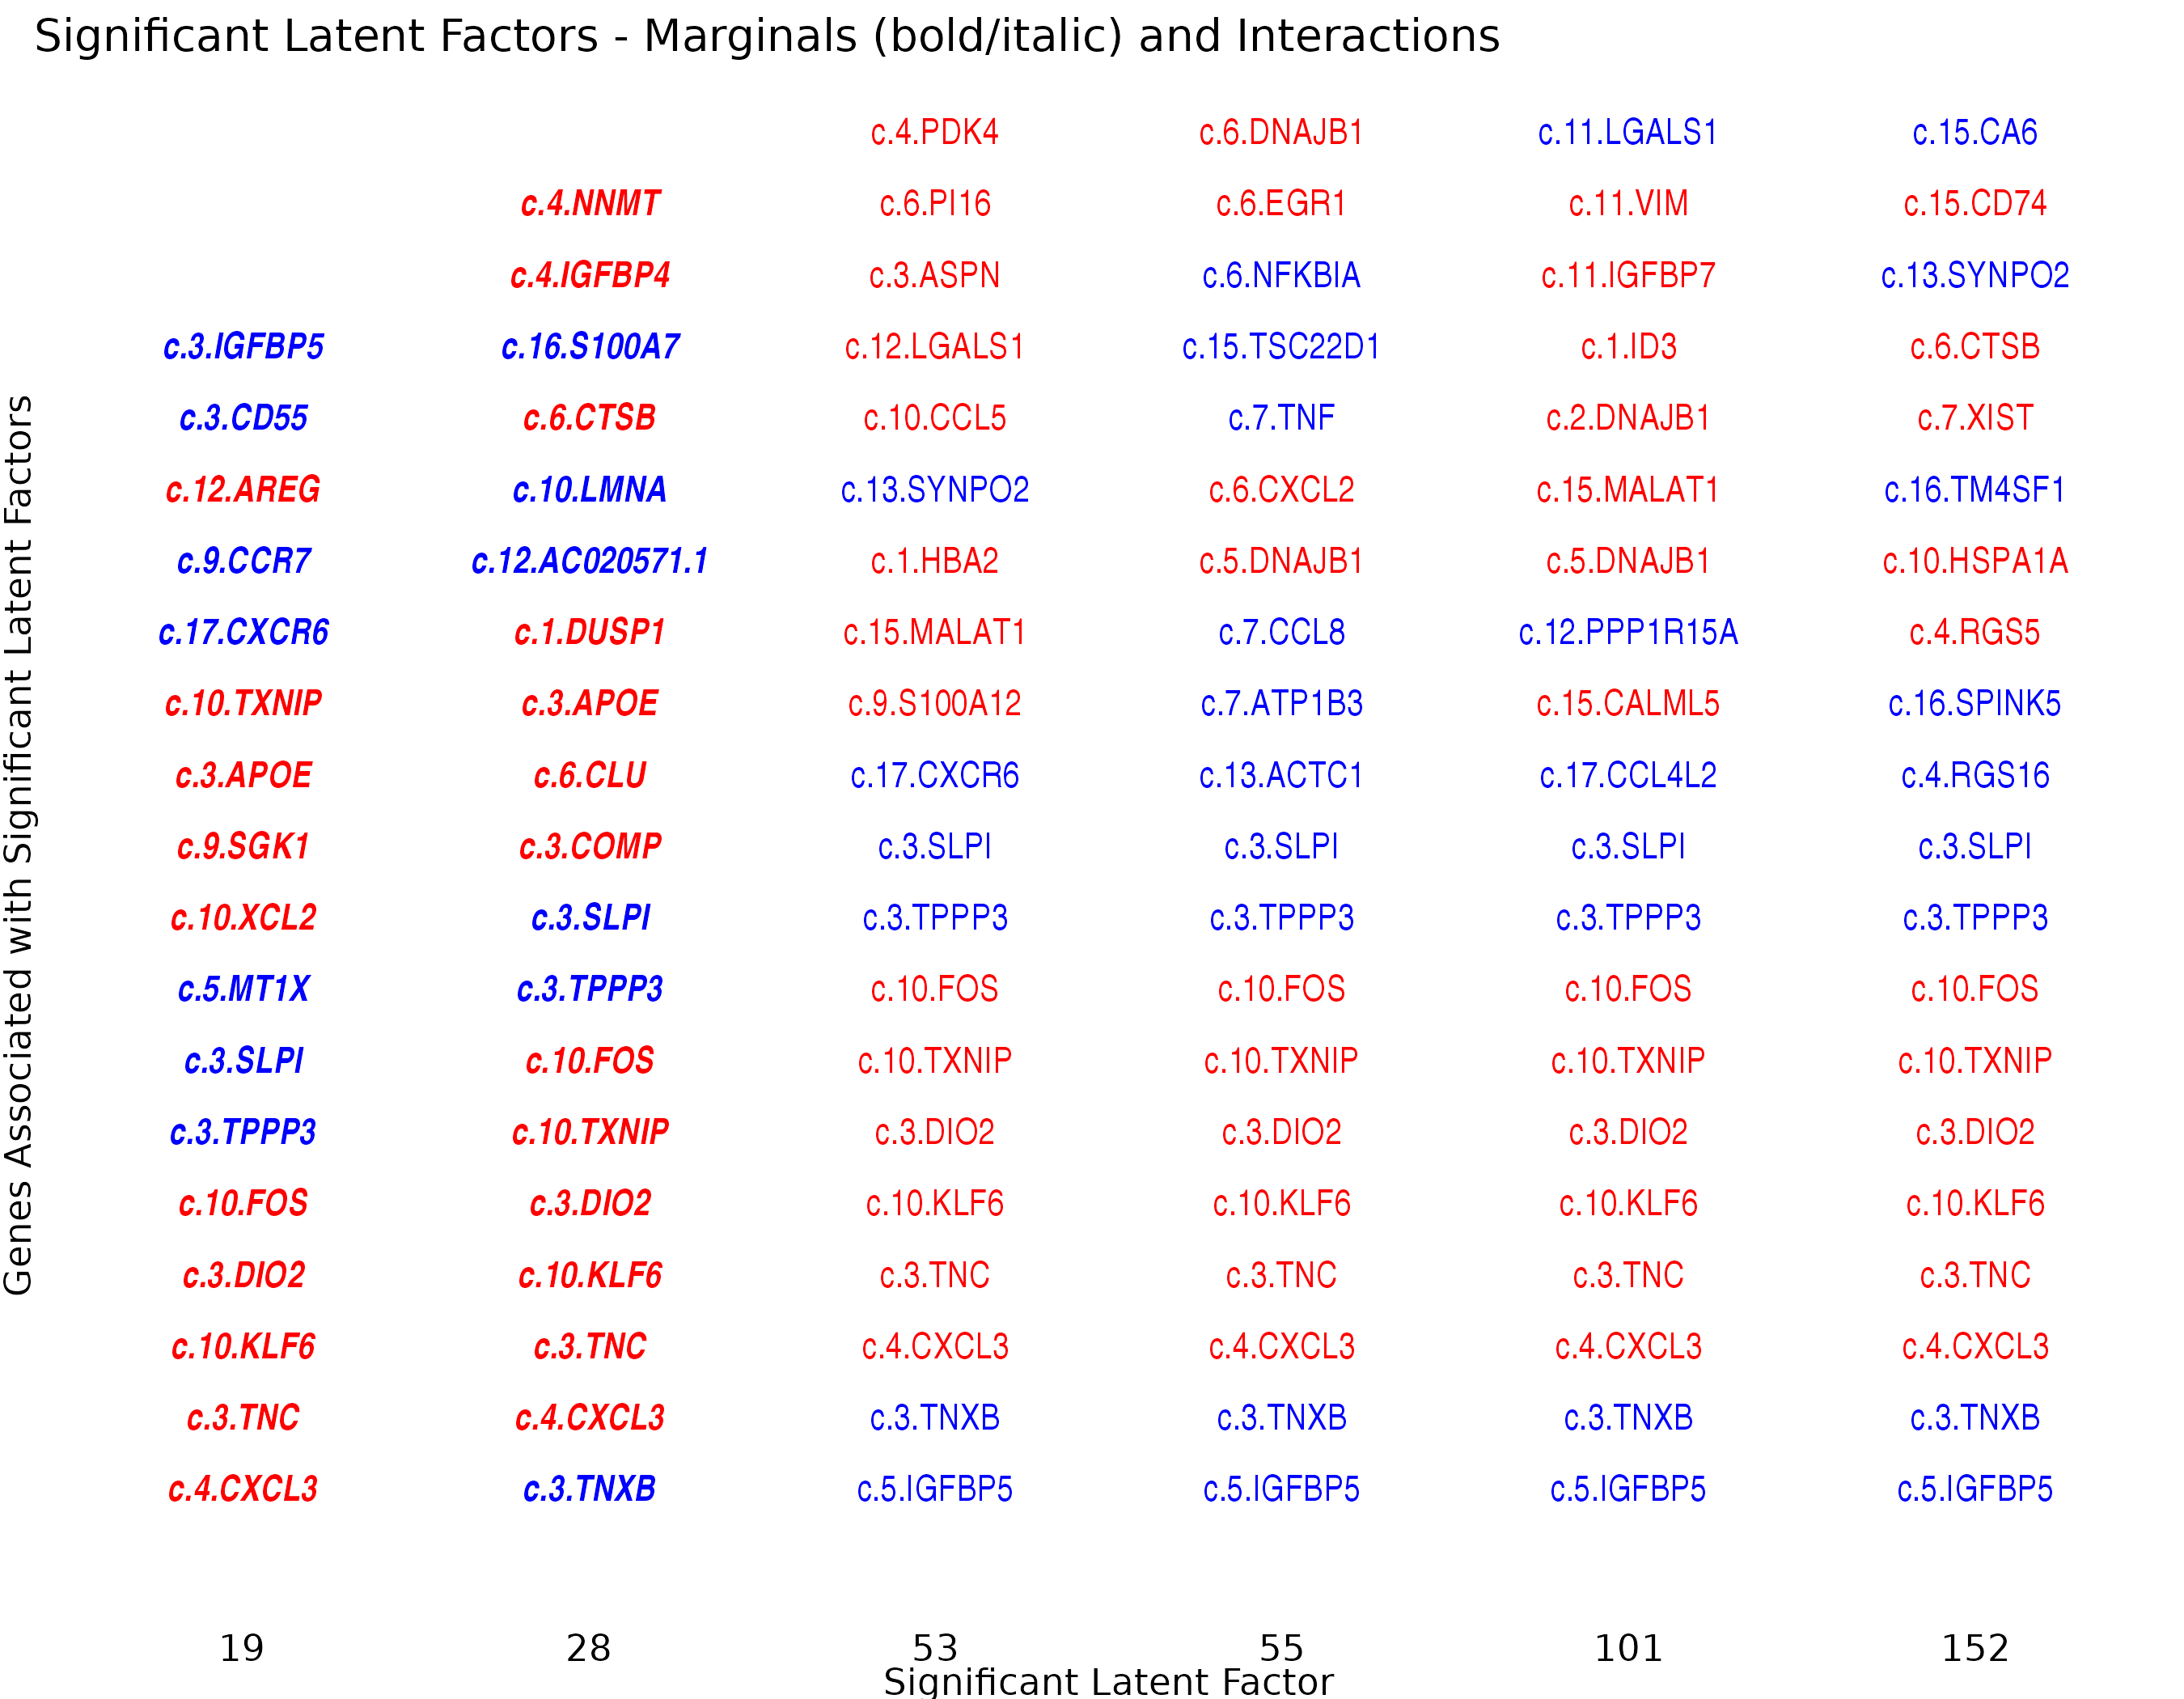 Significant Latent Factors - Marginals (bold/italic) and Interactions
c.4.PDK4 c.6.DNAJB1 c.11.LGALS1 c.15.CA6
c.4.NNMT c.6.PI16 c.6.EGR1 c.11.VIM c.15.CD74
c.4.IGFBP4 c.3.ASPN c.6.NFKBIA c.11.IGFBP7 c.13.SYNPO2
c.3.IGFBP5 c.16.S100A7 c.12.LGALS1 c.15.TSC22D1 c.1.ID3 c.6.CTSB
c.3.CD55 c.6.CTSB c.10.CCL5 c.7.TNF c.2.DNAJB1 c.7.XIST
c.12.AREG c.10.LMNA c.13.SYNPO2 c.6.CXCL2 c.15.MALAT1 c.16.TM4SF1
c.9.CCR7 c.12.AC020571.1 c.1.HBA2 c.5.DNAJB1 c.5.DNAJB1 c.10.HSPA1A
c.17.CXCR6 c.1.DUSP1 c.15.MALAT1 c.7.CCL8 c.12.PPP1R15A c.4.RGS5
c.10.TXNIP c.3.APOE c.9.S100A12 c.7.ATP1B3 c.15.CALML5 c.16.SPINK5
c.3.APOE c.6.CLU c.17.CXCR6 c.13.ACTC1 c.17.CCL4L2 c.4.RGS16
c.9.SGK1 c.3.COMP c.3.SLPI c.3.SLPI c.3.SLPI c.3.SLPI
c.10.XCL2 c.3.SLPI c.3.TPPP3 c.3.TPPP3 c.3.TPPP3 c.3.TPPP3
c.5.MT1X c.3.TPPP3 c.10.FOS c.10.FOS c.10.FOS c.10.FOS
c.3.SLPI c.10.FOS c.10.TXNIP c.10.TXNIP c.10.TXNIP c.10.TXNIP
c.3.TPPP3 c.10.TXNIP c.3.DIO2 c.3.DIO2 c.3.DIO2 c.3.DIO2
c.10.FOS c.3.DIO2 c.10.KLF6 c.10.KLF6 c.10.KLF6 c.10.KLF6
c.3.DIO2 c.10.KLF6 c.3.TNC c.3.TNC c.3.TNC c.3.TNC
c.10.KLF6 c.3.TNC c.4.CXCL3 c.4.CXCL3 c.4.CXCL3 c.4.CXCL3
c.3.TNC c.4.CXCL3 c.3.TNXB c.3.TNXB c.3.TNXB c.3.TNXB
c.4.CXCL3 c.3.TNXB c.5.IGFBP5 c.5.IGFBP5 c.5.IGFBP5 c.5.IGFBP5
19 28 53 55 101 152
Significant Latent Factor
Genes Associated with Significant Latent Factors